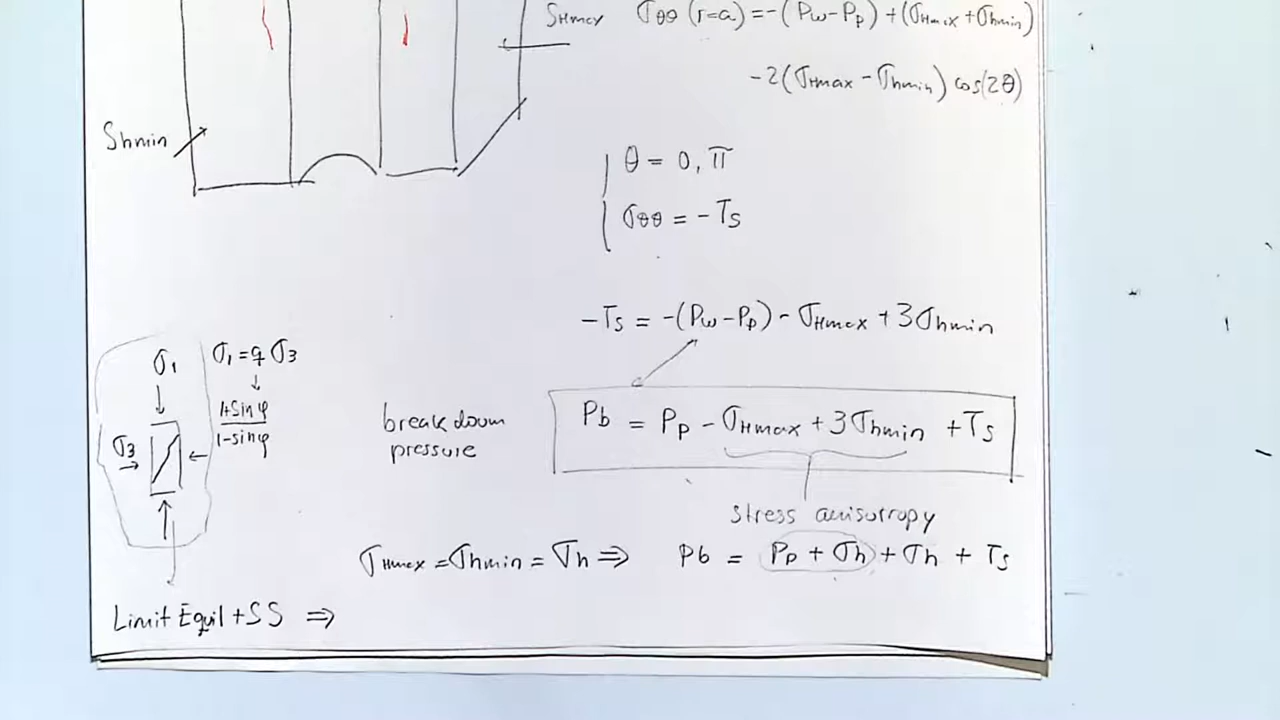 SHmax
σθθ (r=a) = -(Pw-Pp) + (σHmax + σhmin)
-2(σHmax - σhmin) cos(2θ)
Shmin
θ = 0, π
σθθ = -Ts
-Ts = -(Pw-Pp) - σHmax + 3σhmin
σ1
σ1 = q σ3
1+sinφ
1-sinφ
σ3
breakdown
pressure
Pb = Pp - σHmax + 3σhmin + Ts
stress anisotropy
σHmax = σhmin = σh ⇒ Pb = Pp + σh + σh + Ts
Limit Equil + SS ⇒